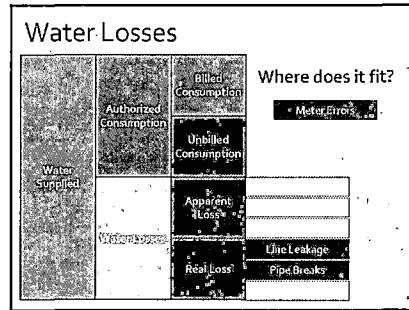 Water Losses
Where does it fit?
Meter Errors
Water
Supplied
Authorized
Consumption
Billed
Consumption
Unbilled
Consumption
Water Losses
Apparent
Loss
Real Loss
Line Leakage
Pipe Breaks